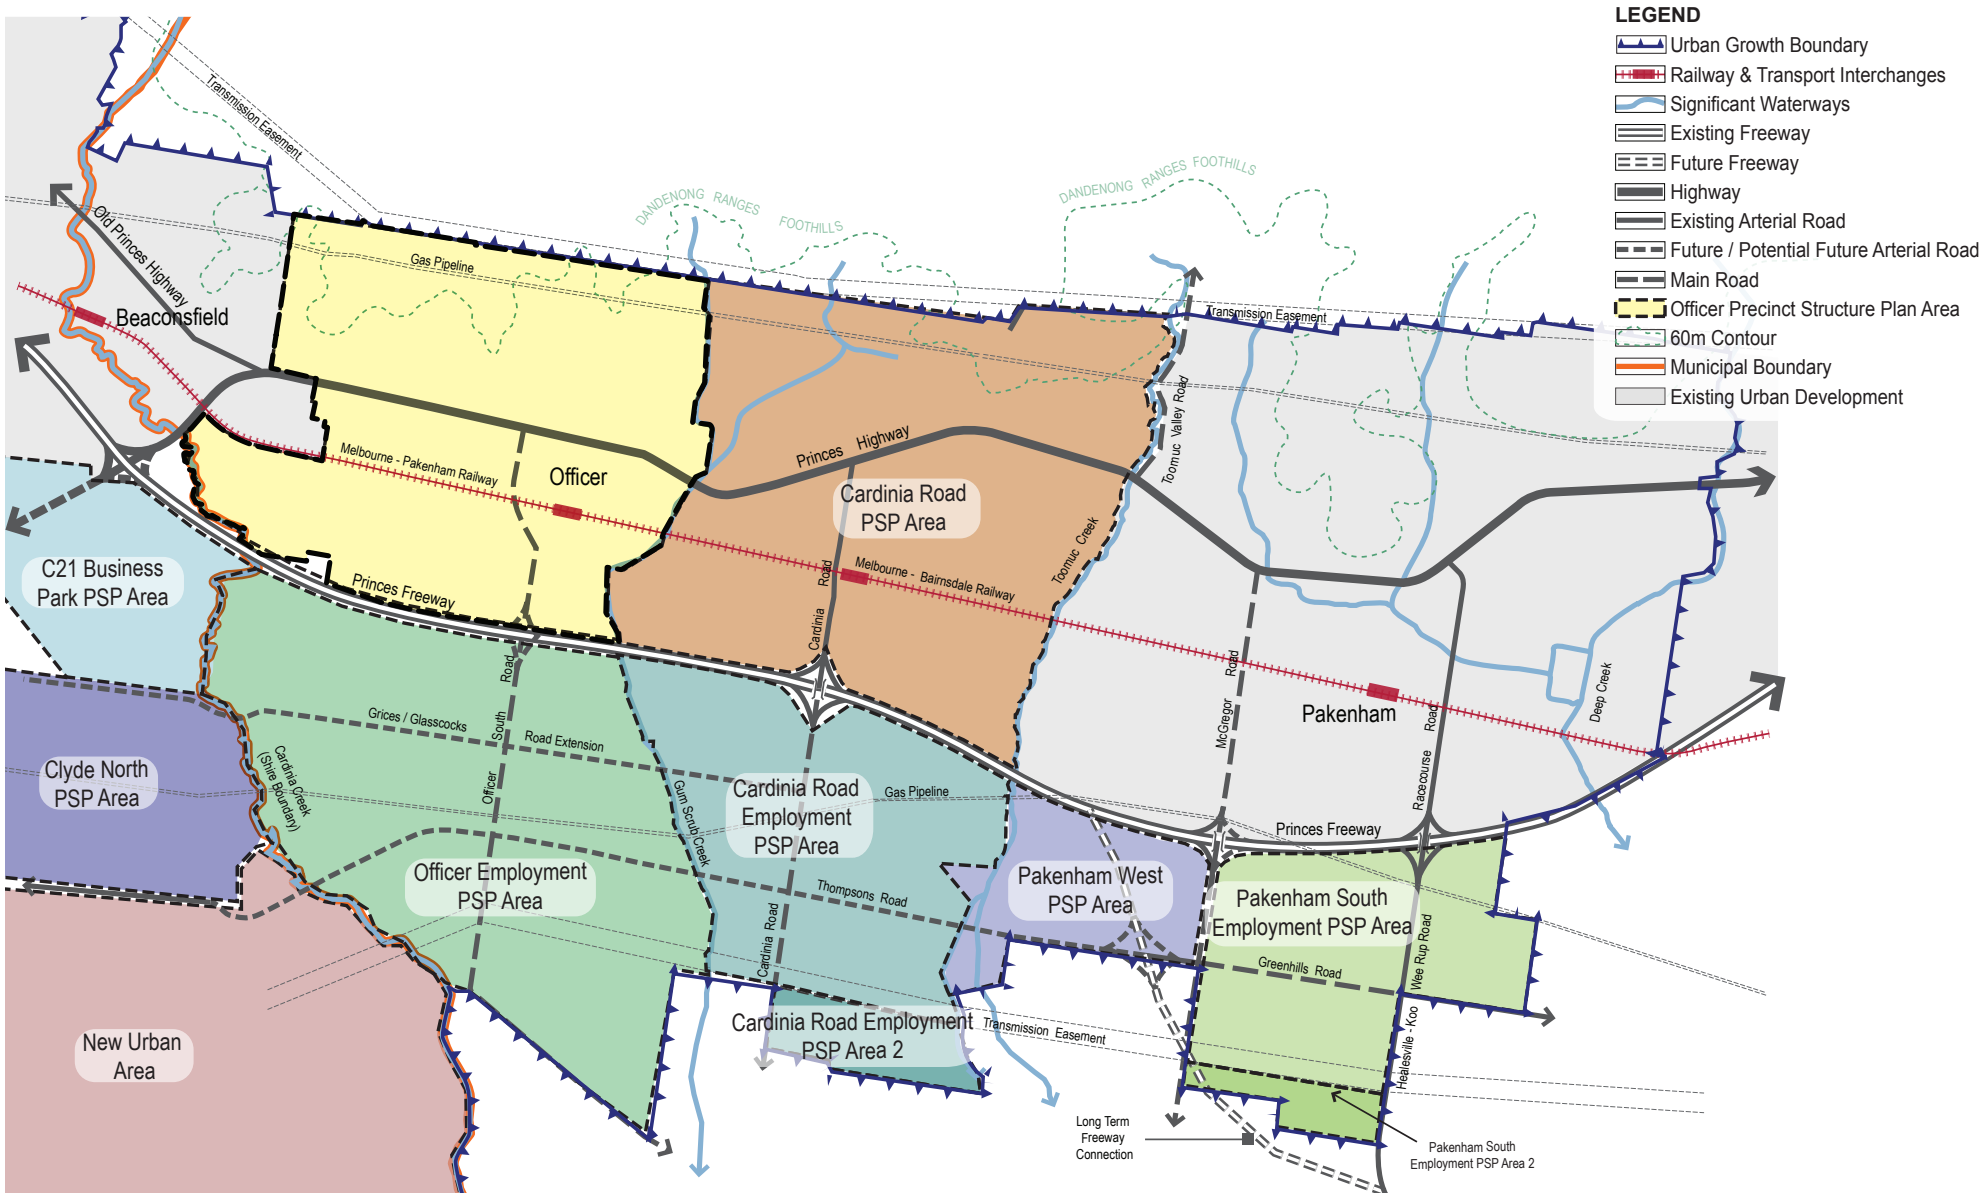 LEGEND
Urban Growth Boundary
Railway & Transport Interchanges
Significant Waterways
Existing Freeway
Future Freeway
Highway
Existing Arterial Road
Future / Potential Future Arterial Road
Main Road
Officer Precinct Structure Plan Area
60m Contour
Municipal Boundary
Existing Urban Development
Transmission Easement
DANDENONG RANGES FOOTHILLS
DANDENONG RANGES FOOTHILLS
Old Princes Highway
Gas Pipeline
Beaconsfield
Transmission Easement
Melbourne - Pakenham Railway
Officer
Princes Highway
Toomuc Valley Road
Cardinia Road
PSP Area
Toomuc Creek
C21 Business
Park PSP Area
Princes Freeway
Cardinia Road
Melbourne - Bairnsdale Railway
McGregor Road
Pakenham
Racecourse Road
Deep Creek
Grices / Glasscocks Road Extension
Officer South Road
Clyde North
PSP Area
Cardinia Creek
(Shire Boundary)
Gum Scrub Creek
Cardinia Road
Employment
PSP Area
Gas Pipeline
Princes Freeway
Officer Employment
PSP Area
Thompsons Road
Pakenham West
PSP Area
Pakenham South
Employment PSP Area
Cardinia Road
Greenhills Road
Healesville - Koo Wee Rup Road
New Urban
Area
Cardinia Road Employment
PSP Area 2
Transmission Easement
Long Term
Freeway
Connection
Pakenham South
Employment PSP Area 2